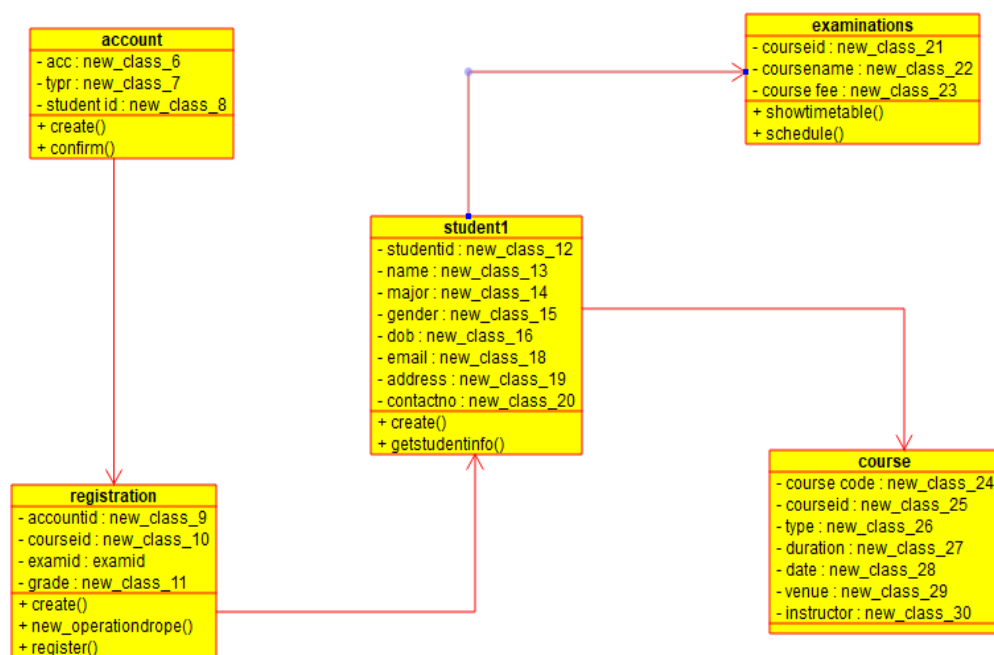 account
- acc : new_class_6
- typr : new_class_7
- student id : new_class_8
+ create()
+ confirm()
examinations
- courseid : new_class_21
- coursename : new_class_22
- course fee : new_class_23
+ showtimetable()
+ schedule()
student1
- studentid : new_class_12
- name : new_class_13
- major : new_class_14
- gender : new_class_15
- dob : new_class_16
- email : new_class_18
- address : new_class_19
- contactno : new_class_20
+ create()
+ getstudentinfo()
registration
- accountid : new_class_9
- courseid : new_class_10
- examid : examid
- grade : new_class_11
+ create()
+ new_operationdrope()
+ register()
course
- course code : new_class_24
- courseid : new_class_25
- type : new_class_26
- duration : new_class_27
- date : new_class_28
- venue : new_class_29
- instructor : new_class_30